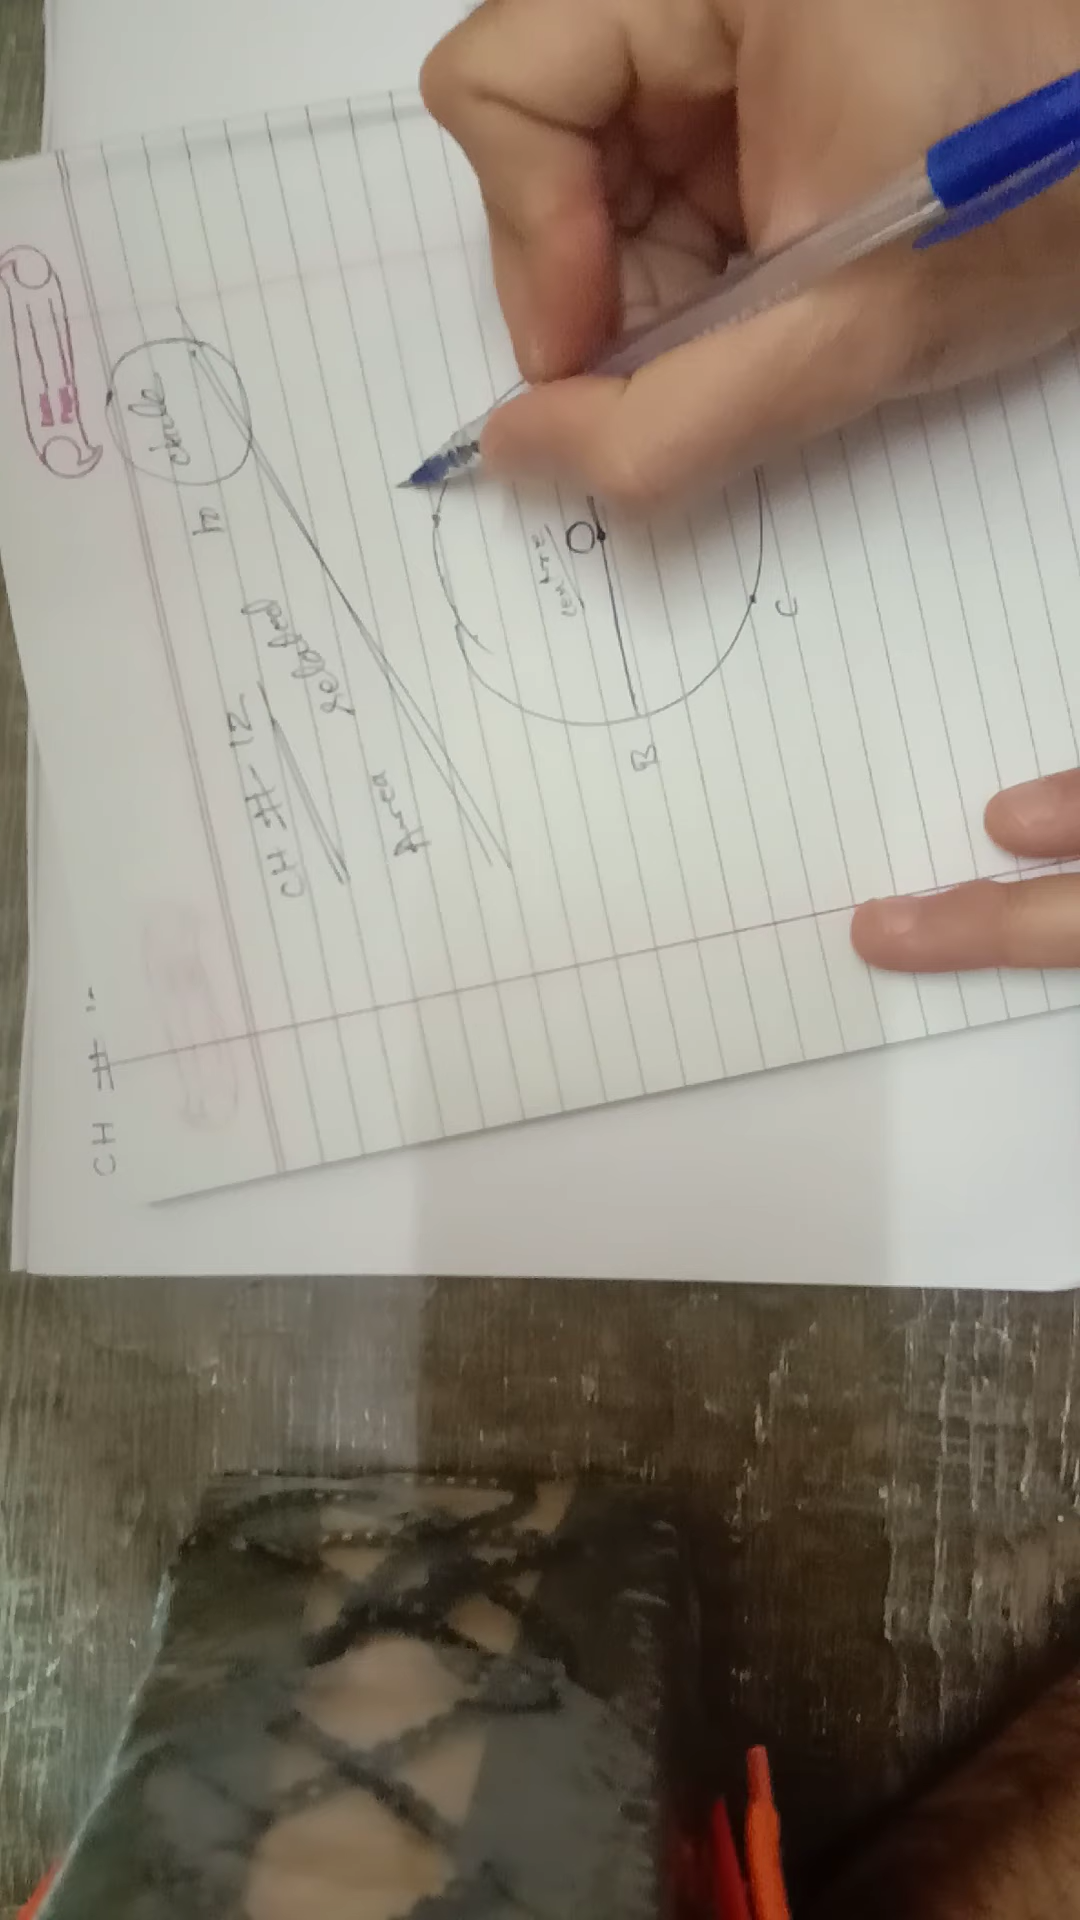 CH #
CH # - 12
Area related to circle
centre
O
B
C